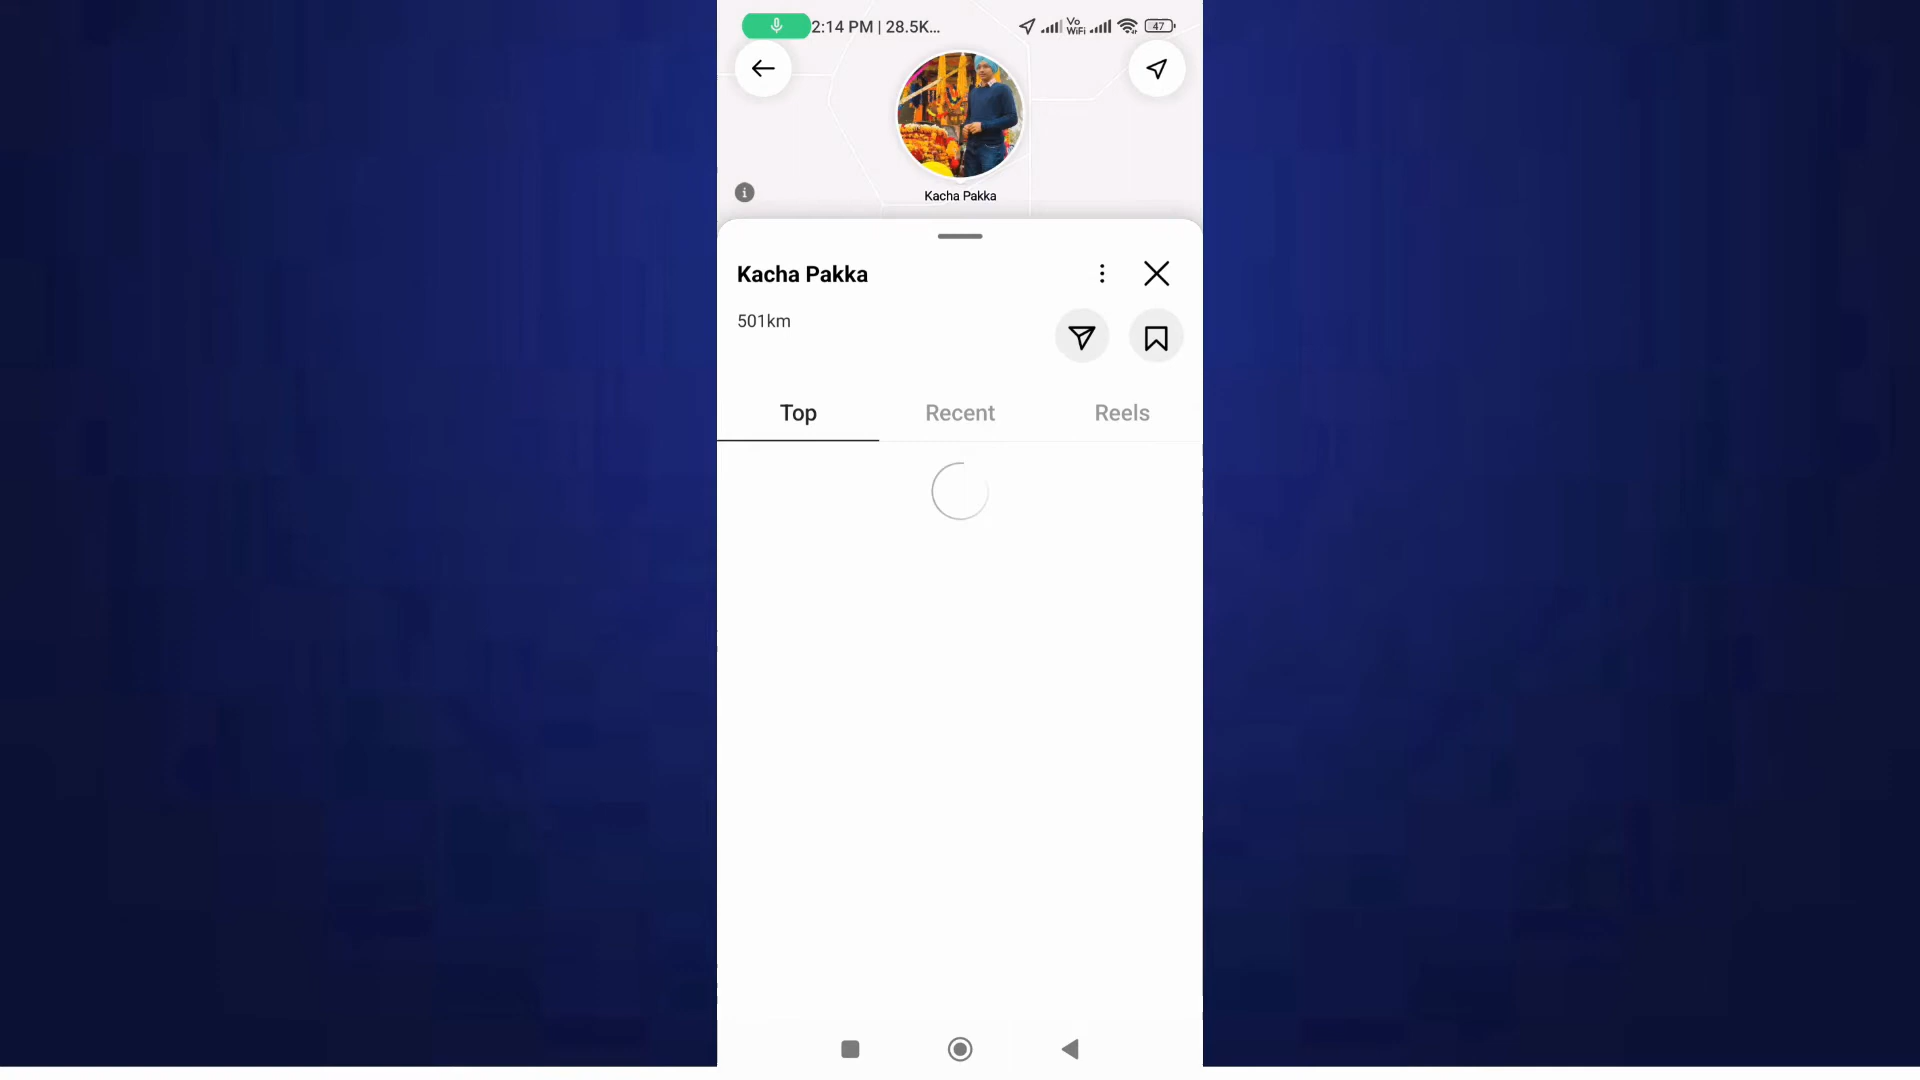 2:14 PM | 28.5K...
Vo
WiFi
47
Kacha Pakka
Kacha Pakka
501km
Top Recent Reels